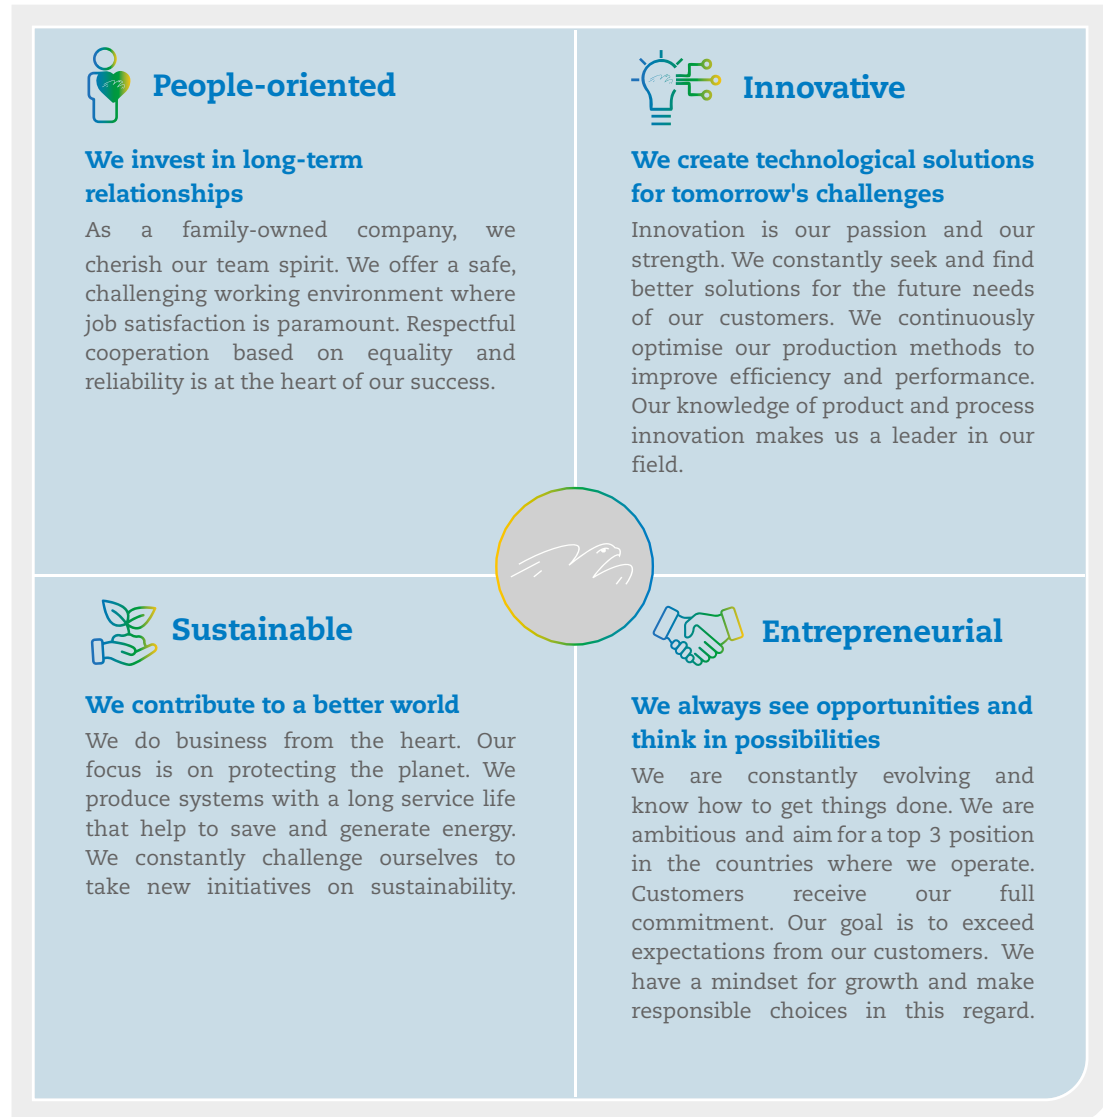 People-oriented
We invest in long-term
relationships
As a family-owned company, we
cherish our team spirit. We offer a safe,
challenging working environment where
job satisfaction is paramount. Respectful
cooperation based on equality and
reliability is at the heart of our success.
Innovative
We create technological solutions
for tomorrow's challenges
Innovation is our passion and our
strength. We constantly seek and find
better solutions for the future needs
of our customers. We continuously
optimise our production methods to
improve efficiency and performance.
Our knowledge of product and process
innovation makes us a leader in our
field.
Sustainable
We contribute to a better world
We do business from the heart. Our
focus is on protecting the planet. We
produce systems with a long service life
that help to save and generate energy.
We constantly challenge ourselves to
take new initiatives on sustainability.
Entrepreneurial
We always see opportunities and
think in possibilities
We are constantly evolving and
know how to get things done. We are
ambitious and aim for a top 3 position
in the countries where we operate.
Customers receive our full
commitment. Our goal is to exceed
expectations from our customers. We
have a mindset for growth and make
responsible choices in this regard.